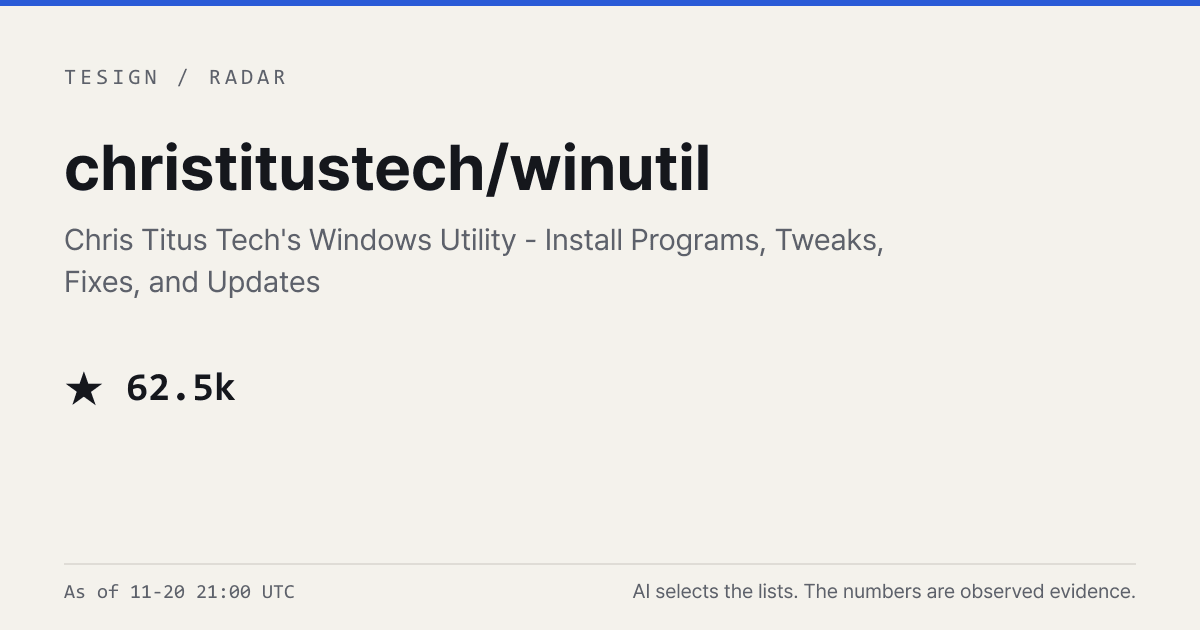 TESIGN / RADAR
christitustech/winutil
Chris Titus Tech's Windows Utility - Install Programs, Tweaks,
Fixes, and Updates
★ 62.5k
As of 11-20 21:00 UTC
AI selects the lists. The numbers are observed evidence.